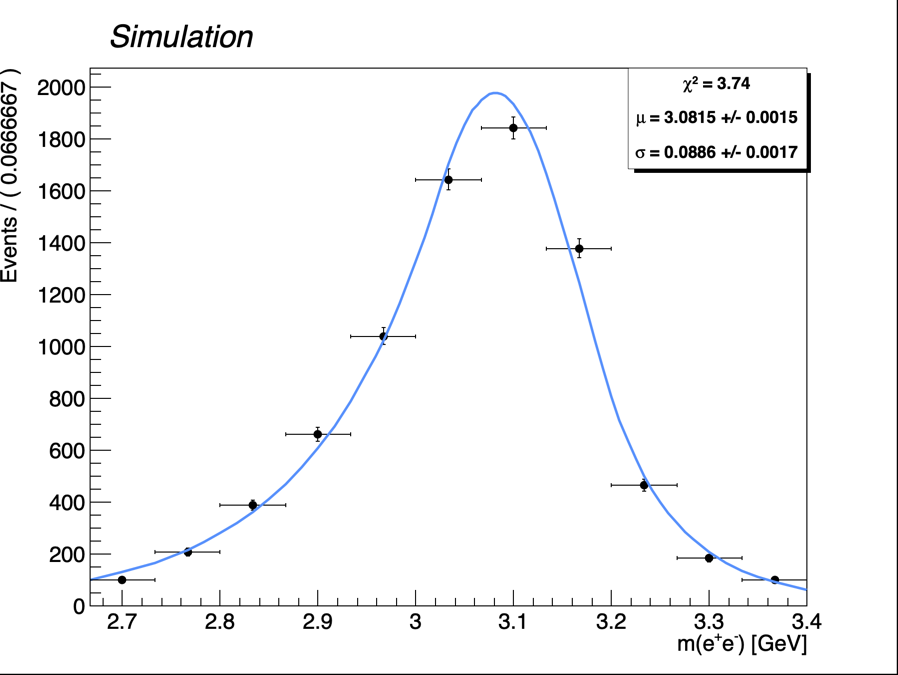 Simulation
χ² = 3.74
μ = 3.0815 +/- 0.0015
σ = 0.0886 +/- 0.0017
Events / ( 0.0666667 )
2000
1800
1600
1400
1200
1000
800
600
400
200
0
2.7 2.8 2.9 3 3.1 3.2 3.3 3.4
m(e⁺e⁻) [GeV]